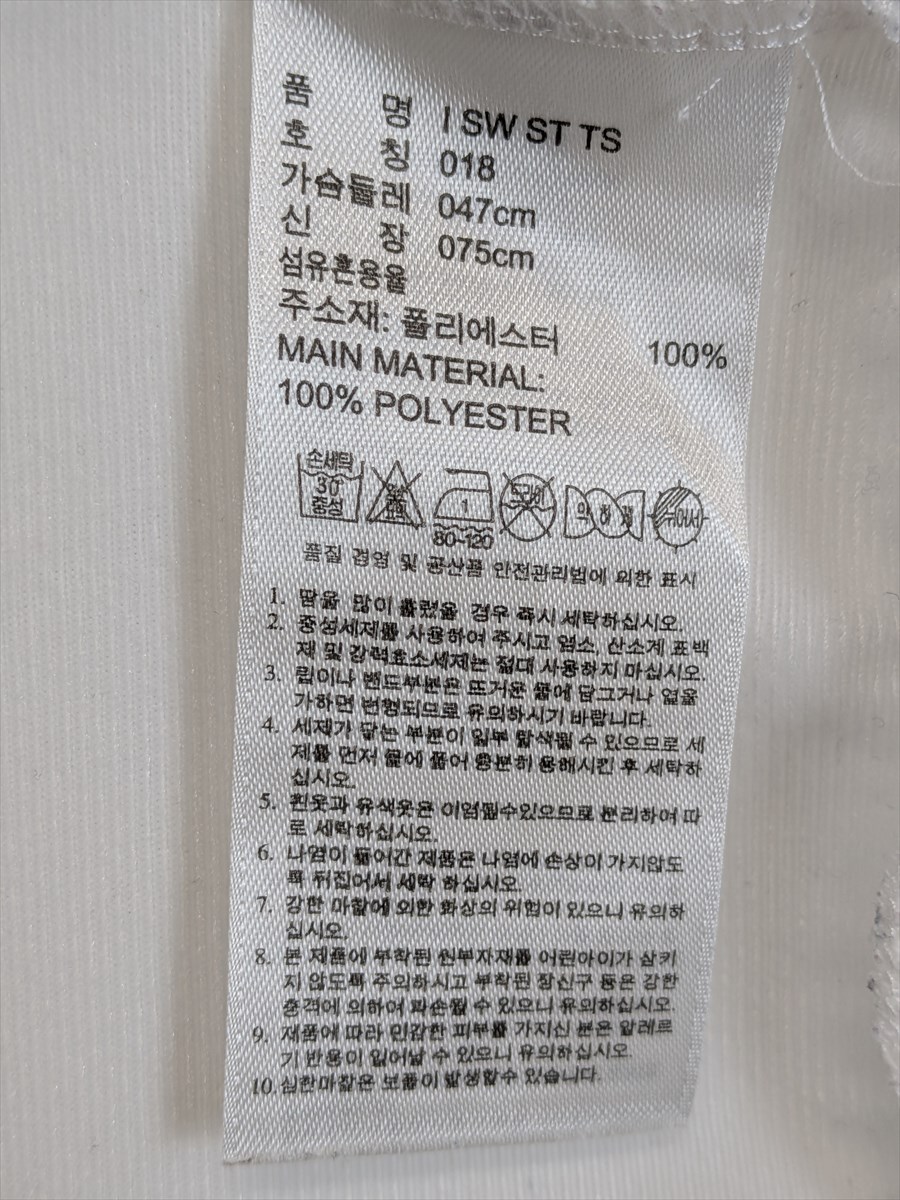 품 명 I SW ST TS
호 칭 018
가슴둘레 047cm
신 장 075cm
섬유혼용율
주소재: 폴리에스터 100%
MAIN MATERIAL:
100% POLYESTER
손세탁
30
중성
1
80~120
드라이
뉘어서
품질 경영 및 공산품 안전관리법에 의한 표시
1. 땀을 많이 흘렸을 경우 즉시 세탁하십시오.
2. 중성세제를 사용하여 주시고 염소, 산소계 표백
제 및 강력효소세제는 절대 사용하지 마십시오.
3. 립이나 밴드부분은 뜨거운 물에 담그거나 열을
가하면 변형되므로 유의하시기 바랍니다.
4. 세제가 닿는 부분이 일부 탈색될 수 있으므로 세
제를 먼저 물에 풀어 충분히 용해시킨 후 세탁하
십시오.
5. 흰옷과 유색옷은 이염될수있으므로 분리하여 따
로 세탁하십시오.
6. 나염이 들어간 제품은 나염에 손상이 가지않도
록 뒤집어서 세탁 하십시오.
7. 강한 마찰에 의한 화상의 위험이 있으니 유의하
십시오.
8. 본 제품에 부착된 원부자재를 어린아이가 삼키
지 않도록 주의하시고 부착된 장신구 등은 강한
충격에 의하여 파손될 수 있으니 유의하십시오.
9. 제품에 따라 민감한 피부를 가지신 분은 알레르
기 반응이 일어날 수 있으니 유의하십시오.
10.심한마찰은 보풀이 발생할수 있습니다.